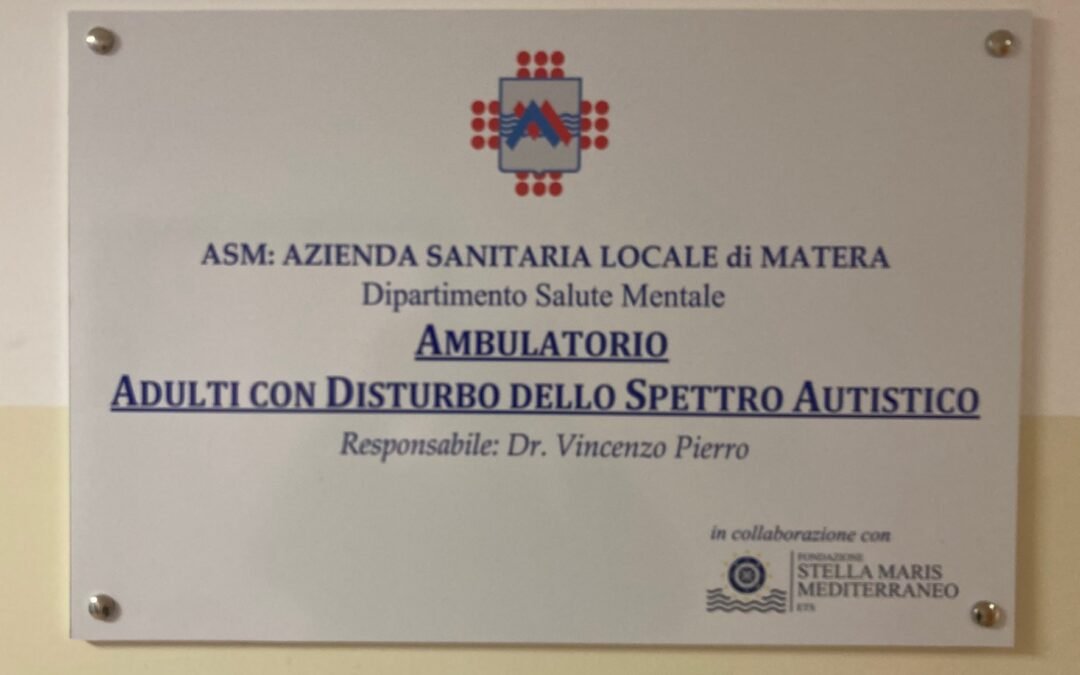 ASM: AZIENDA SANITARIA LOCALE di MATERA
Dipartimento Salute Mentale
AMBULATORIO
ADULTI CON DISTURBO DELLO SPETTRO AUTISTICO
Responsabile: Dr. Vincenzo Pierro
in collaborazione con
FONDAZIONE
STELLA MARIS
MEDITERRANEO
ETS